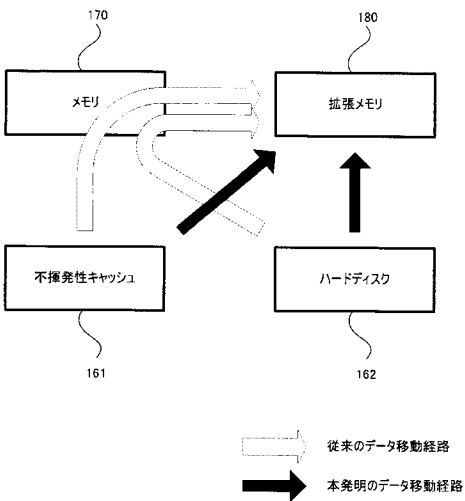 170
180
メモリ
拡張メモリ
不揮発性キャッシュ
ハードディスク
161
162
従来のデータ移動経路
本発明のデータ移動経路